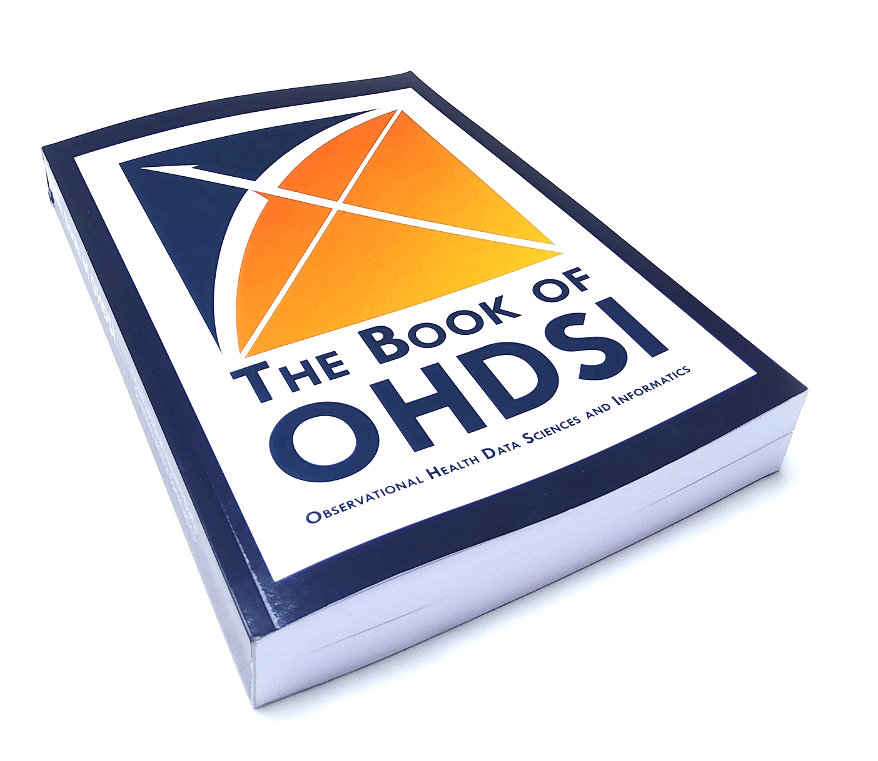 The Book of
OHDSI
Observational Health Data Sciences and Informatics